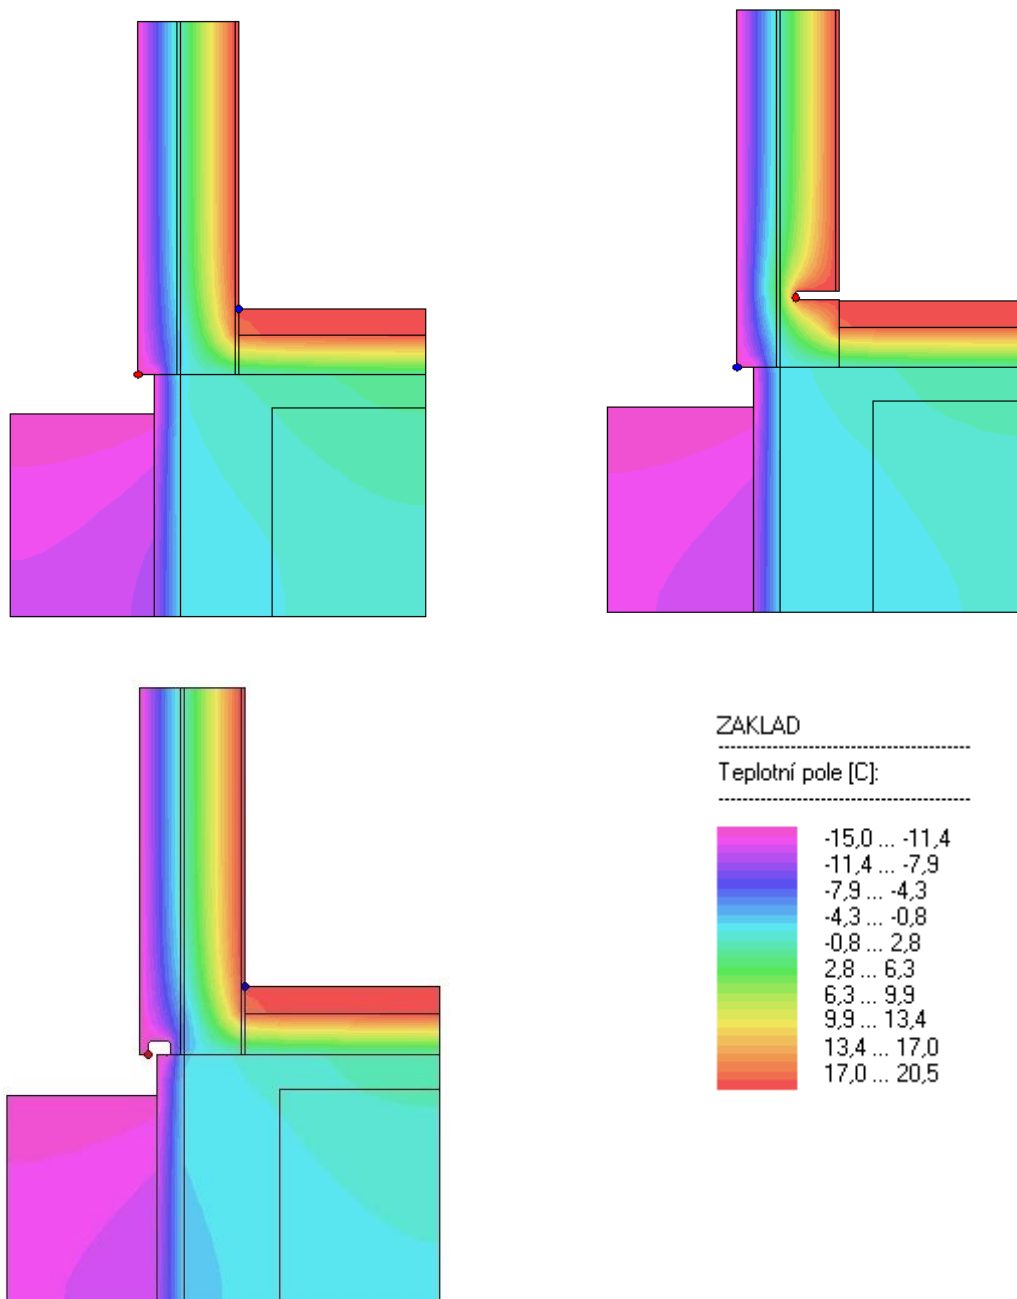 ZAKLAD
Teplotní pole [C]:
-15,0 ... -11,4
-11,4 ... -7,9
-7,9 ... -4,3
-4,3 ... -0,8
-0,8 ... 2,8
2,8 ... 6,3
6,3 ... 9,9
9,9 ... 13,4
13,4 ... 17,0
17,0 ... 20,5